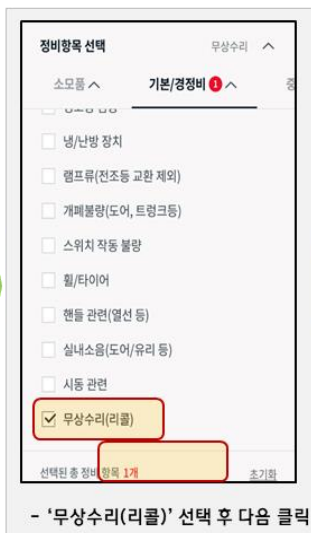 정비항목 선택 무상수리
소모품 기본/경정비 1
냉/난방 장치
램프류(전조등 교환 제외)
개폐불량(도어, 트렁크등)
스위치 작동 불량
휠/타이어
핸들 관련(열선 등)
실내소음(도어/유리 등)
시동 관련
무상수리(리콜)
선택된 총 정비 항목 1개 초기화
- ‘무상수리(리콜)’ 선택 후 다음 클릭